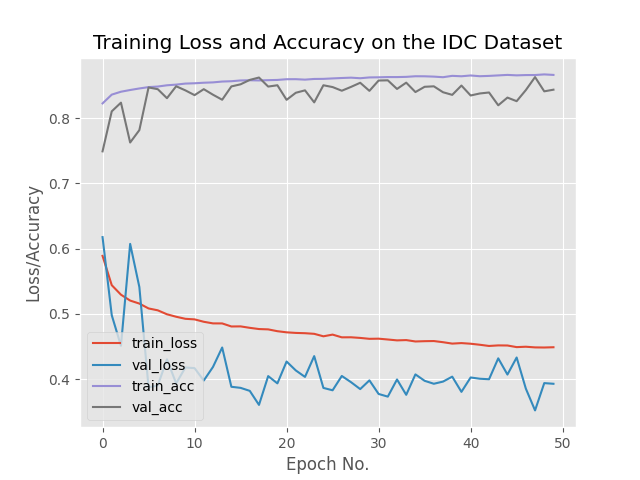 Training Loss and Accuracy on the IDC Dataset
Loss/Accuracy
0.8
0.7
0.6
0.5
0.4
train_loss
val_loss
train_acc
val_acc
0 10 20 30 40 50
Epoch No.